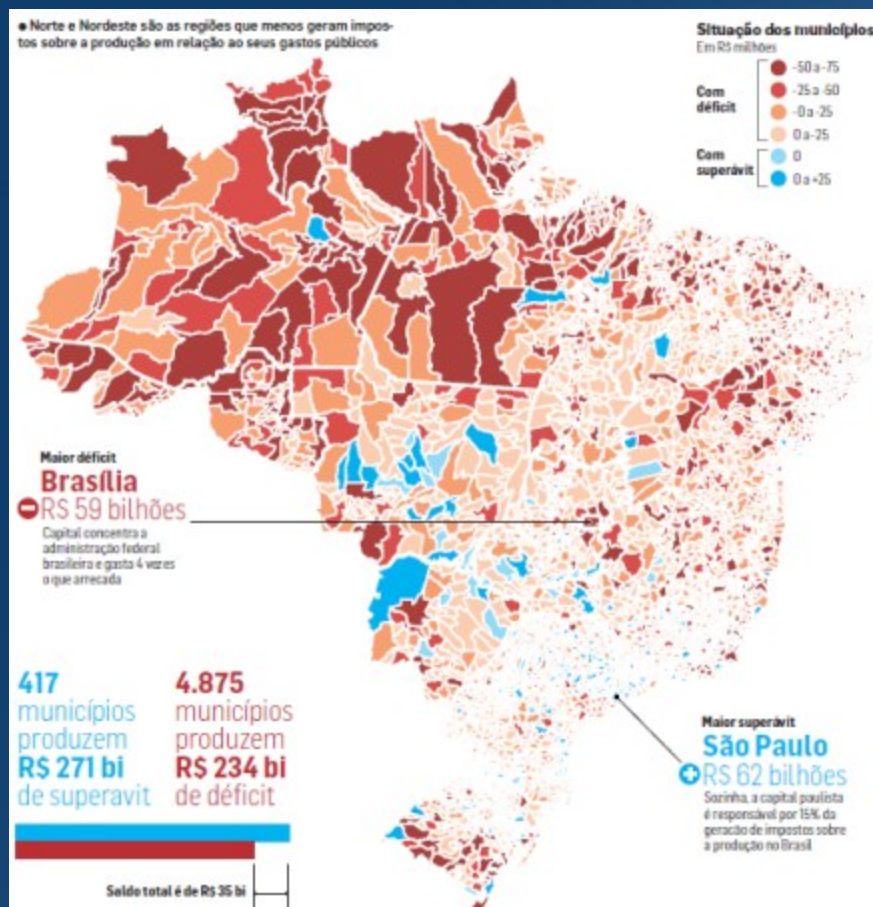 ● Norte e Nordeste são as regiões que menos geram impos-
tos sobre a produção em relação ao seus gastos públicos
Situação dos municípios
Em R$ milhões
Com
déficit
-50 a -75
-25 a -50
-0 a -25
0 a -25
Com
superávit
0
0 a +25
Maior déficit
Brasília
R$ 59 bilhões
Capital concentra a
administração federal
brasileira e gasta 4 vezes
o que arrecada
417
municípios
produzem
R$ 271 bi
de superavit
4.875
municípios
produzem
R$ 234 bi
de déficit
Saldo total é de R$ 35 bi
Maior superávit
São Paulo
R$ 62 bilhões
Sozinha, a capital paulista
é responsável por 15% da
geração de impostos sobre
a produção no Brasil